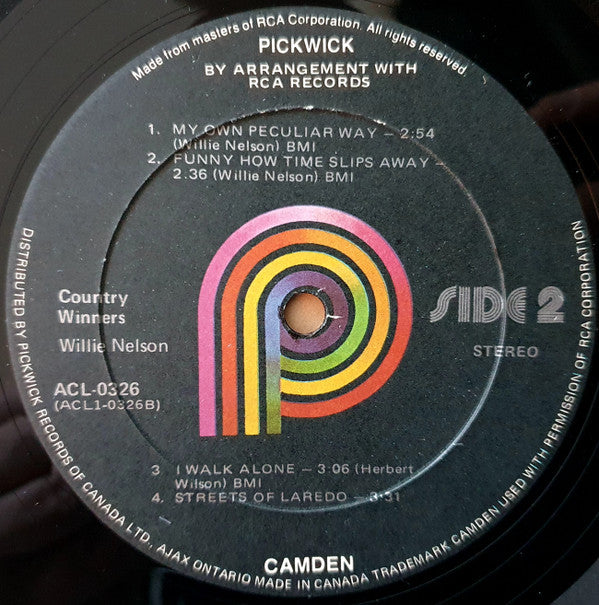 Made from masters of RCA Corporation. All rights reserved
PICKWICK
BY ARRANGEMENT WITH
RCA RECORDS
1. MY OWN PECULIAR WAY – 2:54
(Willie Nelson) BMI
2. FUNNY HOW TIME SLIPS AWAY –
2.36 (Willie Nelson) BMI
Country
Winners
Willie Nelson
ACL-0326
(ACL1-0326B)
SIDE 2
STEREO
3 I WALK ALONE – 3:06 (Herbert
Wilson) BMI
4. STREETS OF LAREDO – 3:31
CAMDEN
DISTRIBUTED BY PICKWICK RECORDS OF CANADA LTD., AJAX ONTARIO MADE IN CANADA TRADEMARK CAMDEN USED WITH PERMISSION OF RCA CORPORATION